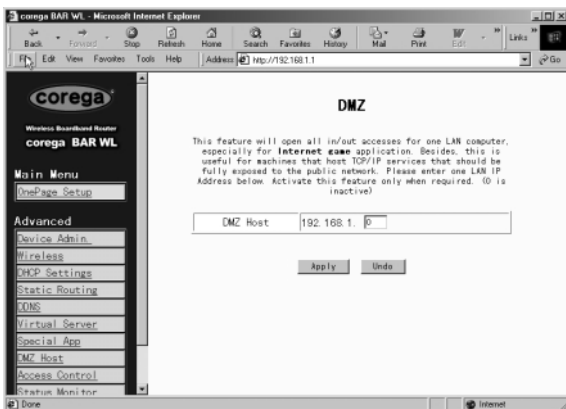 corega BAR WL - Microsoft Internet Explorer
Back Forward Stop Refresh Home Search Favorites History Mail Print Edit Links
File Edit View Favorites Tools Help Address http://192.168.1.1 Go
corega
Wireless Boardband Router
corega BAR WL
Main Menu
OnePage Setup
Advanced
Device Admin.
Wireless
DHCP Settings
Static Routing
DDNS
Virtual Server
Special App
DMZ Host
Access Control
Status Monitor
DMZ
This feature will open all in/out accesses for one LAN computer,
especially for Internet game application. Besides, this is
useful for machines that host TCP/IP services that should be
fully exposed to the public network. Please enter one LAN IP
Address below. Activate this feature only when required. (0 is
inactive)
DMZ Host 192.168.1. 0
Apply Undo
Done Internet